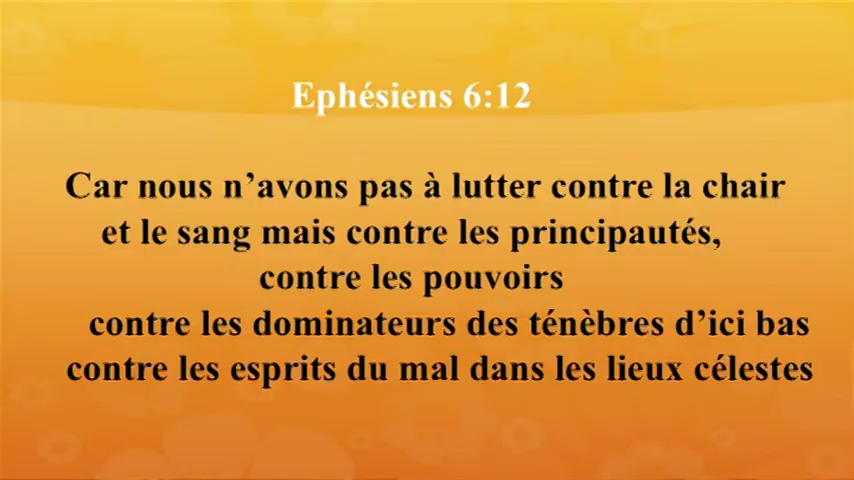 Ephésiens 6:12
Car nous n’avons pas à lutter contre la chair
et le sang mais contre les principautés,
contre les pouvoirs
contre les dominateurs des ténèbres d’ici bas
contre les esprits du mal dans les lieux célestes